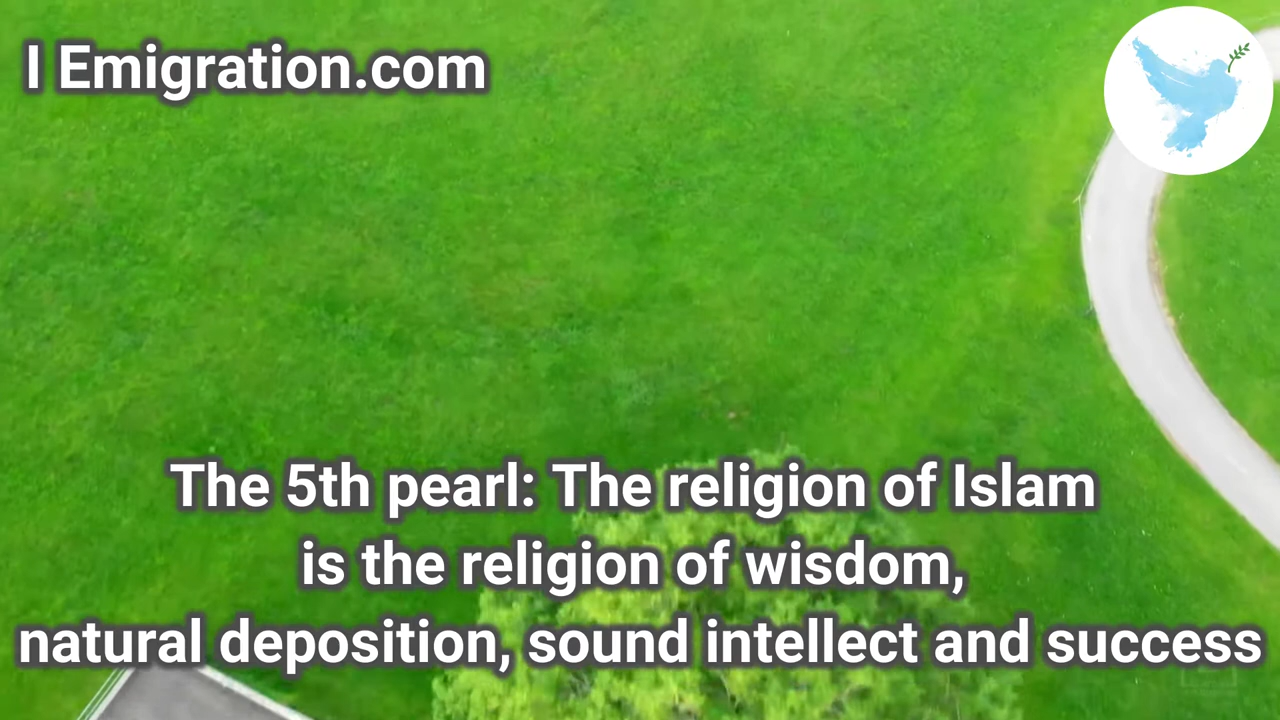 I Emigration.com
The 5th pearl: The religion of Islam
is the religion of wisdom,
natural deposition, sound intellect and success